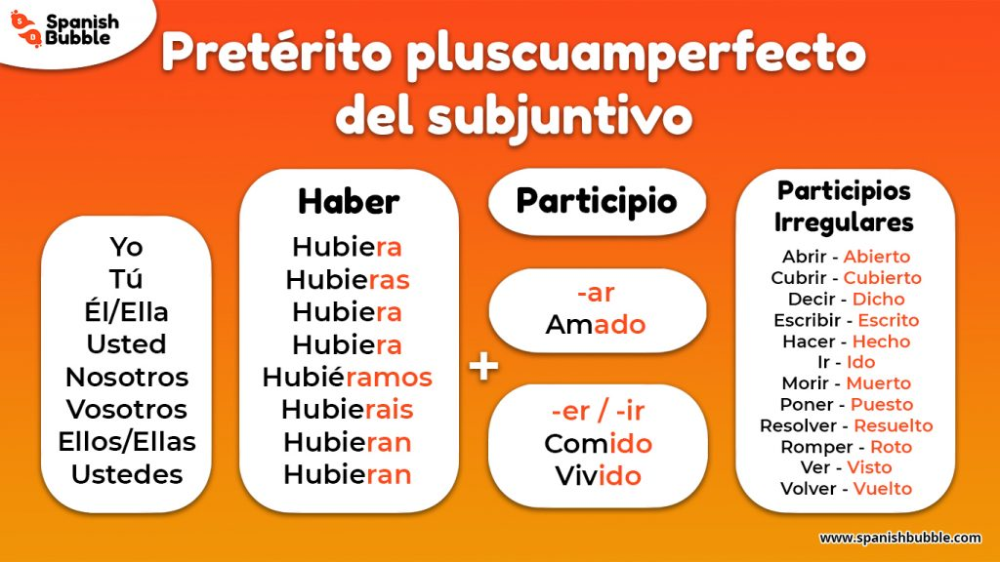 Spanish
Bubble
Pretérito pluscuamperfecto
del subjuntivo
Yo
Tú
Él/Ella
Usted
Nosotros
Vosotros
Ellos/Ellas
Ustedes
Haber
Hubiera
Hubieras
Hubiera
Hubiera
Hubiéramos
Hubierais
Hubieran
Hubieran
+
Participio
-ar
Amado
-er / -ir
Comido
Vivido
Participios
Irregulares
Abrir - Abierto
Cubrir - Cubierto
Decir - Dicho
Escribir - Escrito
Hacer - Hecho
Ir - Ido
Morir - Muerto
Poner - Puesto
Resolver - Resuelto
Romper - Roto
Ver - Visto
Volver - Vuelto
www.spanishbubble.com